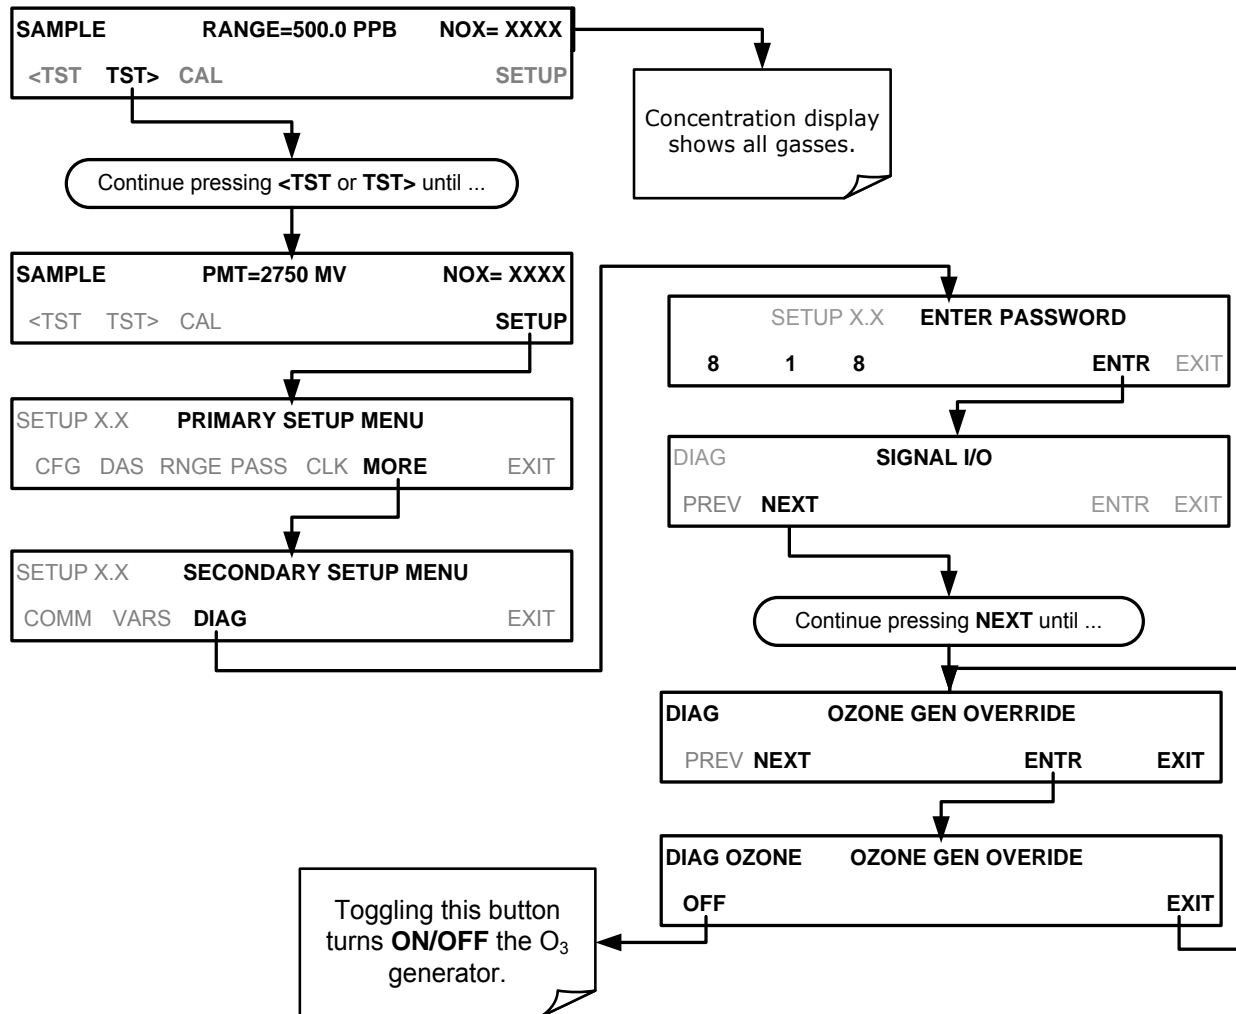 SAMPLE RANGE=500.0 PPB NOX= XXXX
<TST TST> CAL SETUP
Concentration display
shows all gasses.
Continue pressing <TST or TST> until ...
SAMPLE PMT=2750 MV NOX= XXXX
<TST TST> CAL SETUP
SETUP X.X PRIMARY SETUP MENU
CFG DAS RNGE PASS CLK MORE EXIT
SETUP X.X SECONDARY SETUP MENU
COMM VARS DIAG EXIT
SETUP X.X ENTER PASSWORD
8 1 8 ENTR EXIT
DIAG SIGNAL I/O
PREV NEXT ENTR EXIT
Continue pressing NEXT until ...
DIAG OZONE GEN OVERRIDE
PREV NEXT ENTR EXIT
DIAG OZONE OZONE GEN OVERIDE
OFF EXIT
Toggling this button
turns ON/OFF the O₃
generator.